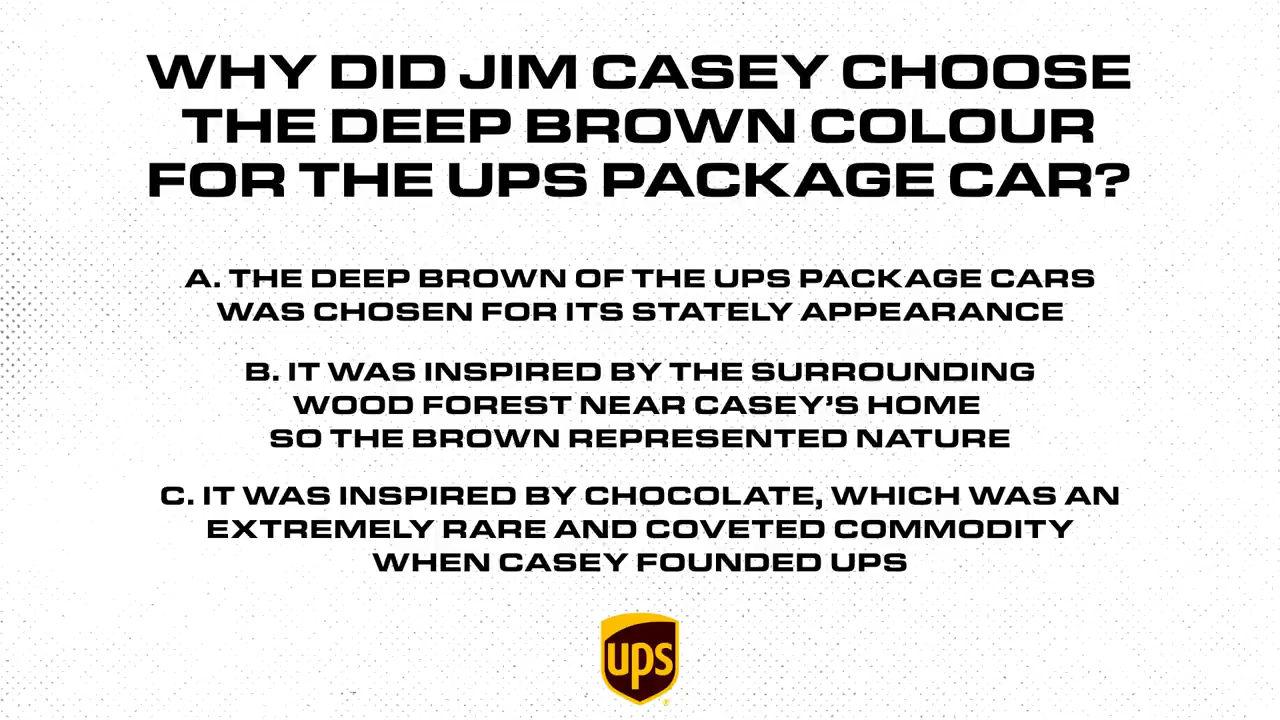 WHY DID JIM CASEY CHOOSE
THE DEEP BROWN COLOUR
FOR THE UPS PACKAGE CAR?
A. THE DEEP BROWN OF THE UPS PACKAGE CARS
WAS CHOSEN FOR ITS STATELY APPEARANCE
B. IT WAS INSPIRED BY THE SURROUNDING
WOOD FOREST NEAR CASEY'S HOME
SO THE BROWN REPRESENTED NATURE
C. IT WAS INSPIRED BY CHOCOLATE, WHICH WAS AN
EXTREMELY RARE AND COVETED COMMODITY
WHEN CASEY FOUNDED UPS
ups